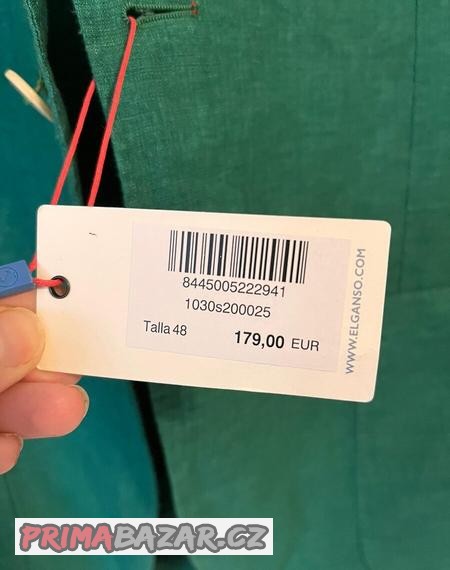 8445005222941
1030s200025
Talla 48 179,00 EUR
WWW.ELGANSO.COM
PRIMABAZAR.CZ